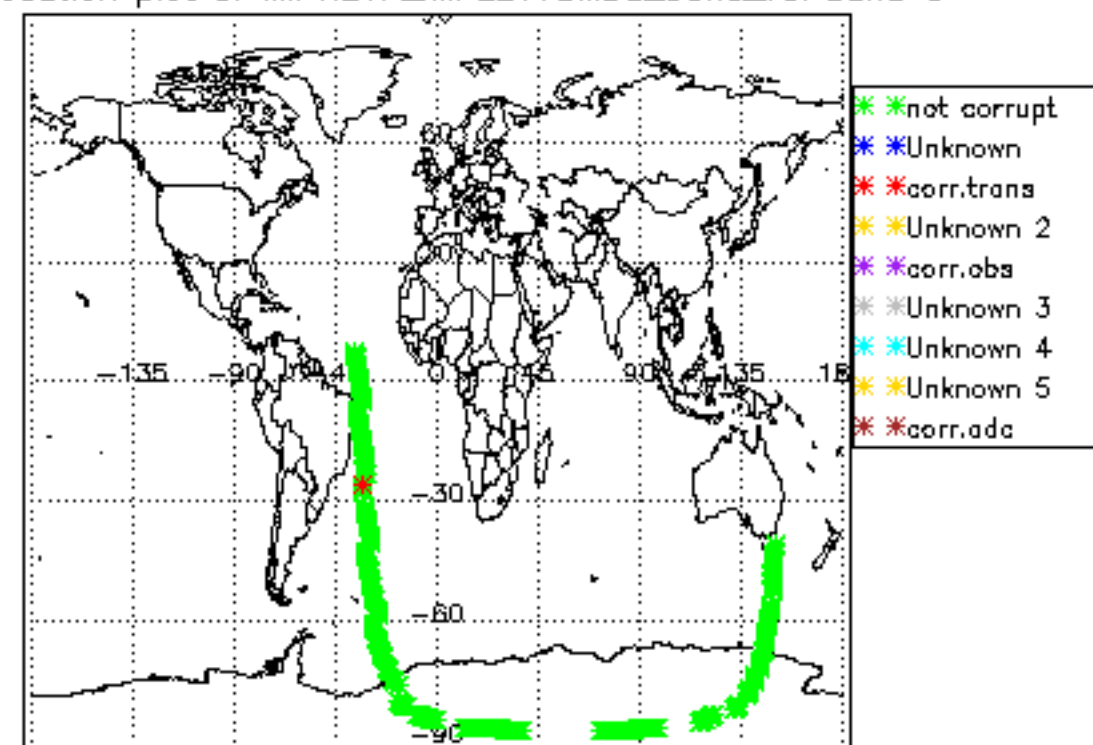 60
-135
-90
0
45
90
135
-30
-60
-90
not corrupt
Unknown
corr.trans
Unknown 2
corr.obs
Unknown 3
Unknown 4
Unknown 5
corr.adc